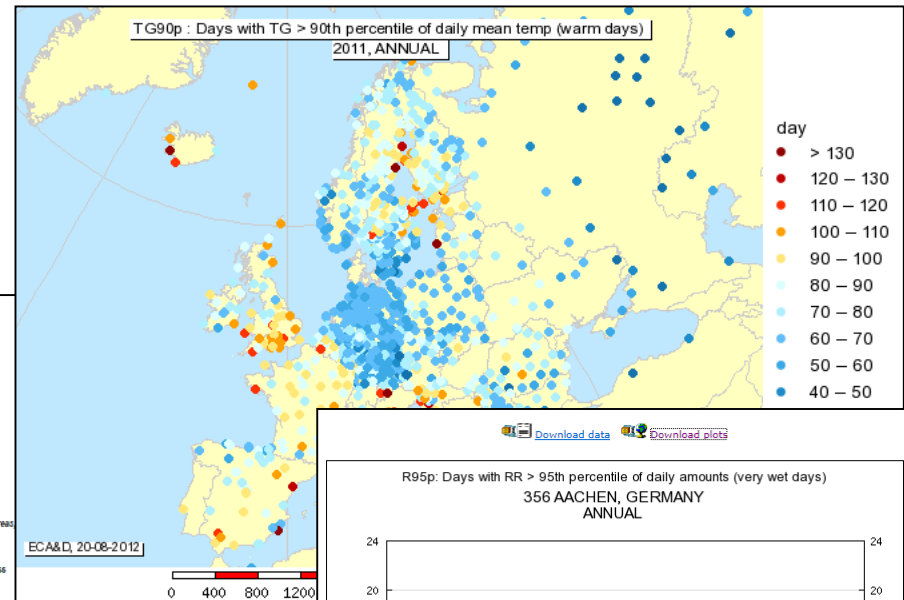 TG90p : Days with TG > 90th percentile of daily mean temp (warm days)
2011, ANNUAL
day
> 130
120 – 130
110 – 120
100 – 110
90 – 100
80 – 90
70 – 80
60 – 70
50 – 60
40 – 50
ECA&D, 20-08-2012
0 400 800 1200
Download data Download plots
R95p: Days with RR > 95th percentile of daily amounts (very wet days)
356 AACHEN, GERMANY
ANNUAL
24 24
20 20